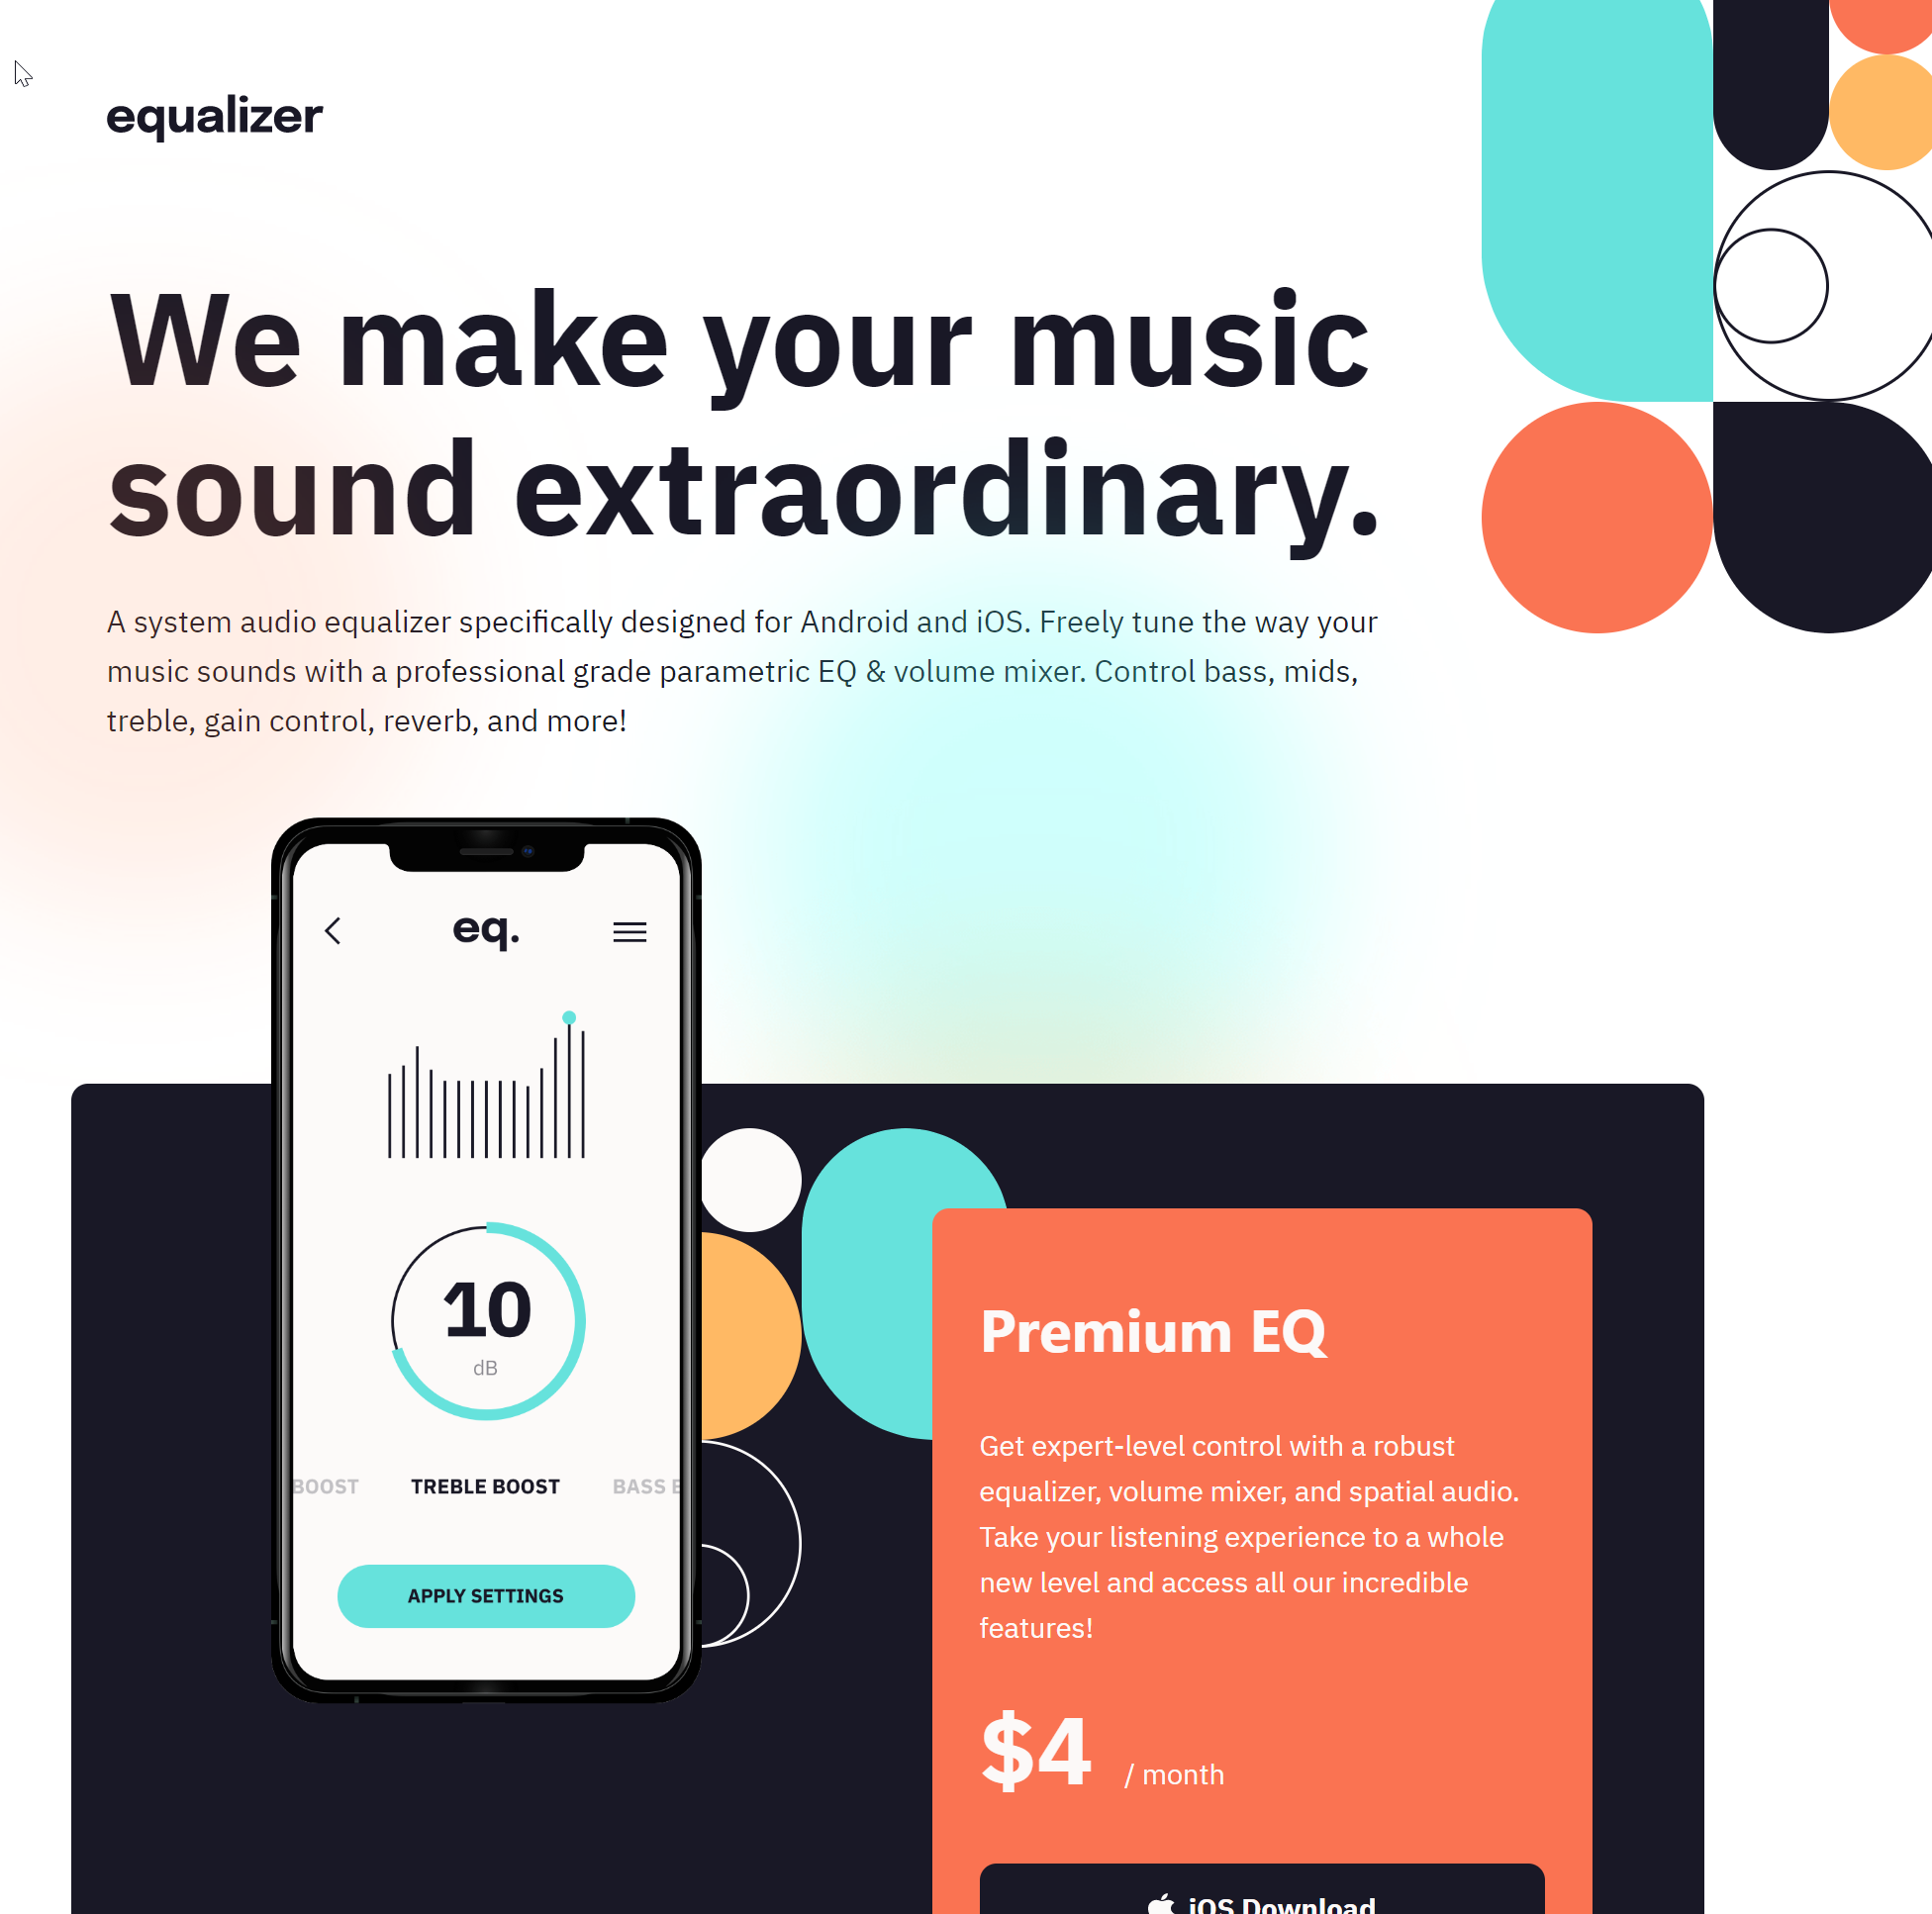 equalizer
We make your music
sound extraordinary.
A system audio equalizer specifically designed for Android and iOS. Freely tune the way your
music sounds with a professional grade parametric EQ & volume mixer. Control bass, mids,
treble, gain control, reverb, and more!
eq.
10
dB
BOOST TREBLE BOOST BASS B
APPLY SETTINGS
Premium EQ
Get expert-level control with a robust
equalizer, volume mixer, and spatial audio.
Take your listening experience to a whole
new level and access all our incredible
features!
$4 / month
iOS Download